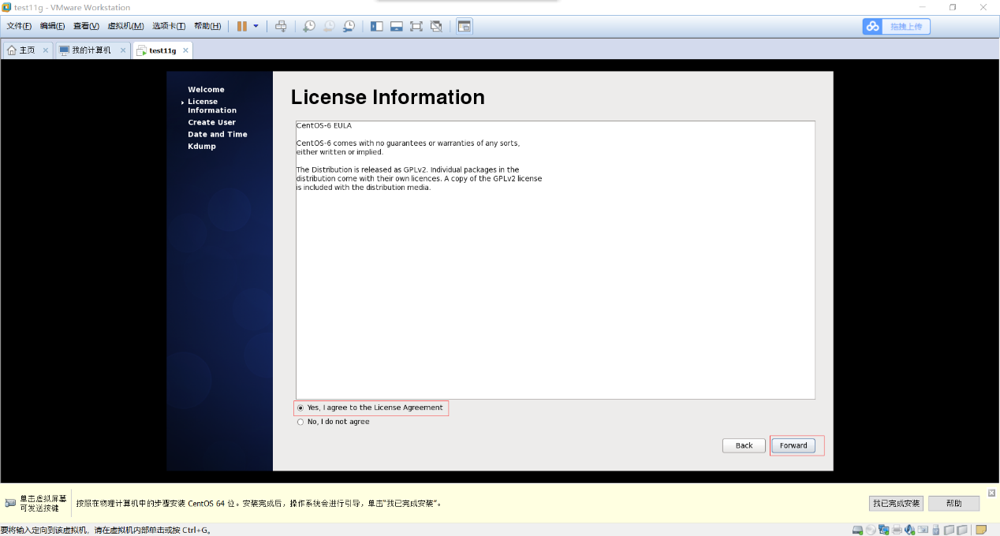 test11g - VMware Workstation
文件(F) 编辑(E) 查看(V) 虚拟机(M) 选项卡(T) 帮助(H)
拖拽上传
主页 我的计算机 test11g
Welcome
License
Information
Create User
Date and Time
Kdump
License Information
CentOS-6 EULA
CentOS-6 comes with no guarantees or warranties of any sorts,
either written or implied.
The Distribution is released as GPLv2. Individual packages in the
distribution come with their own licences. A copy of the GPLv2 license
is included with the distribution media.
Yes, I agree to the License Agreement
No, I do not agree
Back Forward
单击虚拟屏幕
可发送按键
按照在物理计算机中的步骤安装 CentOS 64 位。安装完成后，操作系统会进行引导，单击“我已完成安装”。
我已完成安装 帮助
要将输入定向到该虚拟机，请在虚拟机内部单击或按 Ctrl+G。